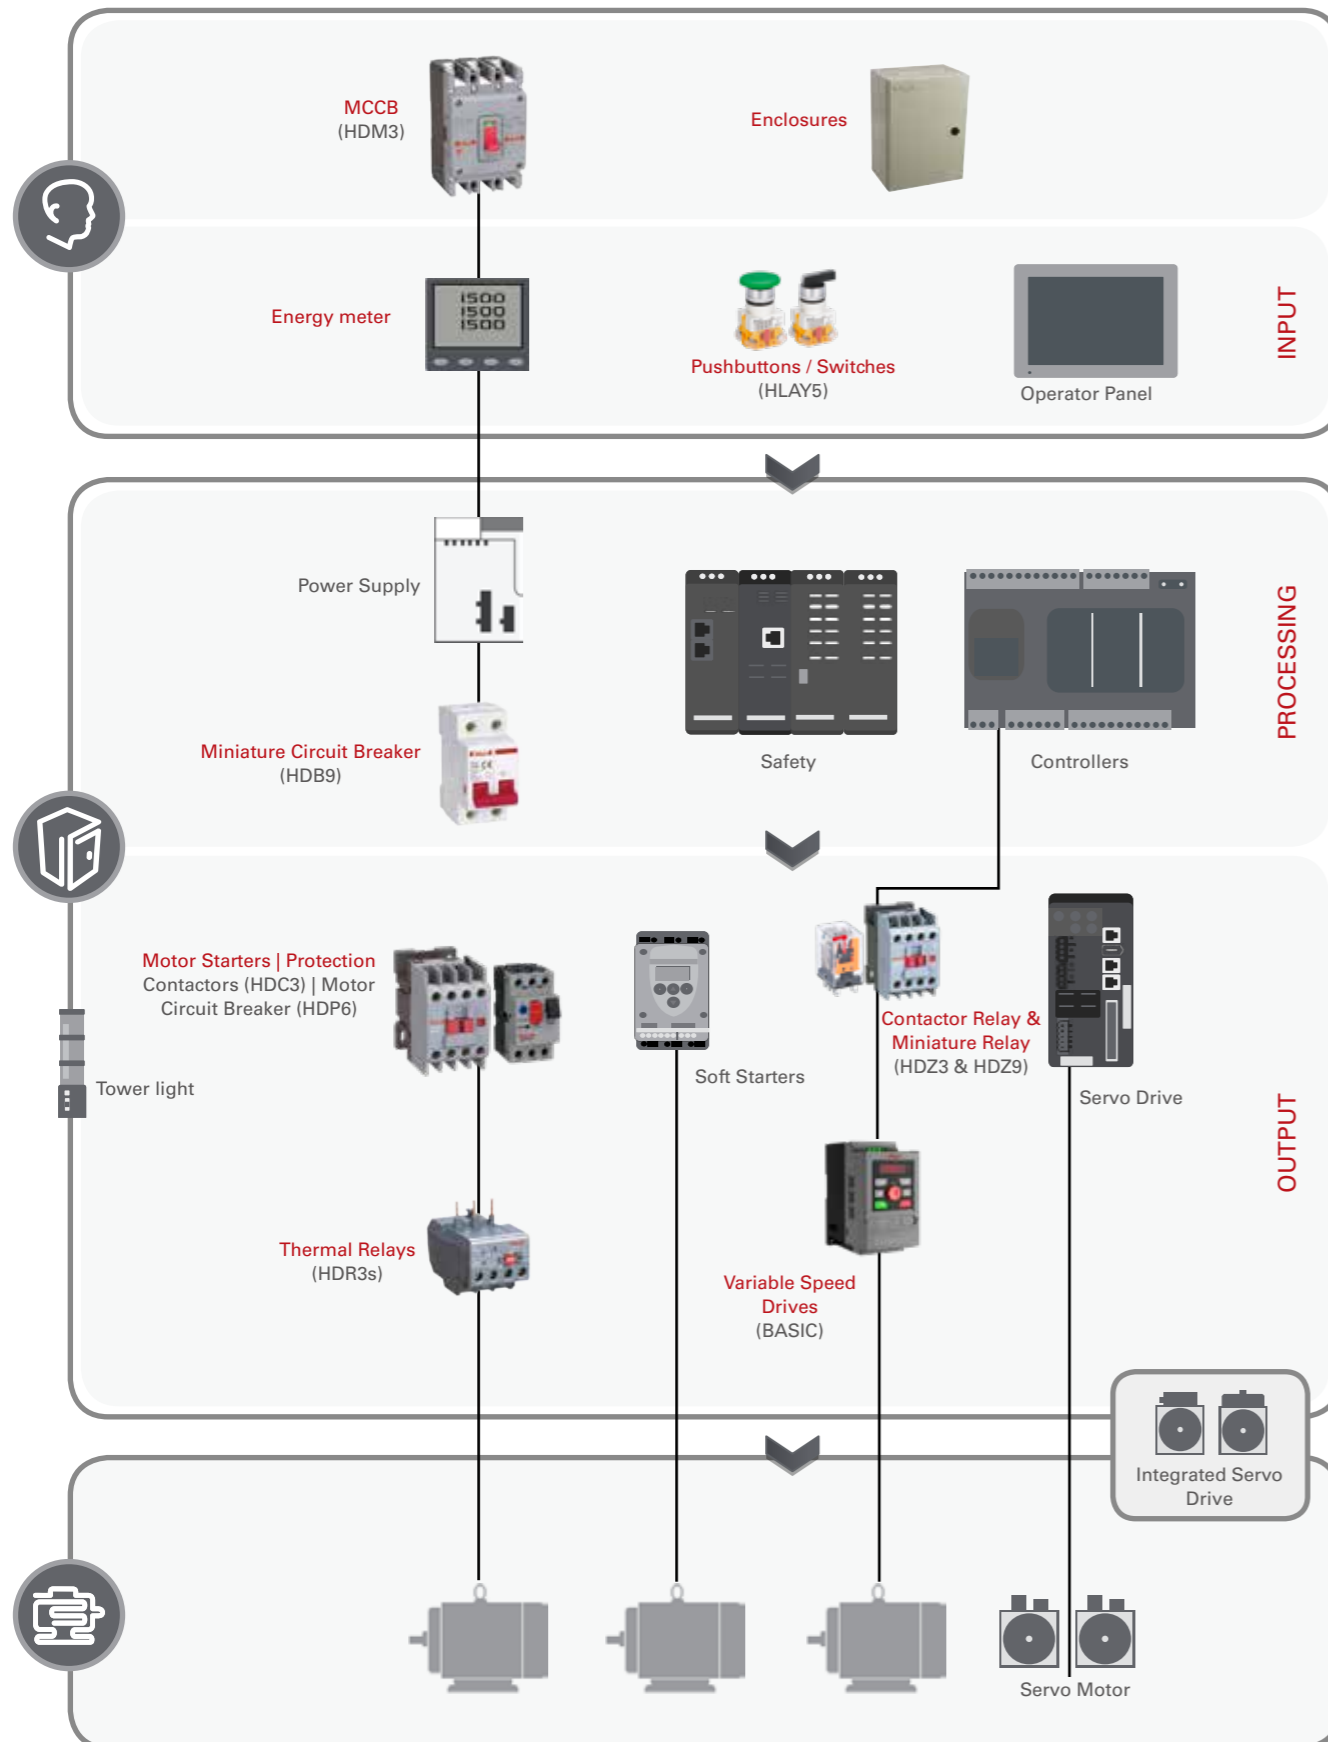 MCCB
(HDM3)
Enclosures
Energy meter
1500
1500
1500
Pushbuttons / Switches
(HLAY5)
Operator Panel
INPUT
Power Supply
Miniature Circuit Breaker
(HDB9)
Safety
Controllers
PROCESSING
Motor Starters | Protection
Contactors (HDC3) | Motor
Circuit Breaker (HDP6)
Tower light
Soft Starters
Contactor Relay &
Miniature Relay
(HDZ3 & HDZ9)
Servo Drive
OUTPUT
Thermal Relays
(HDR3s)
Variable Speed
Drives
(BASIC)
Integrated Servo
Drive
Servo Motor